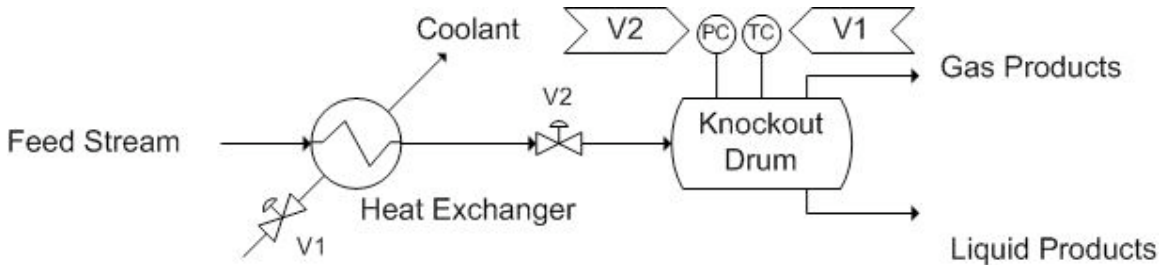 Coolant
V2
PC
TC
V1
Gas Products
V2
Feed Stream
Knockout
Drum
Heat Exchanger
V1
Liquid Products